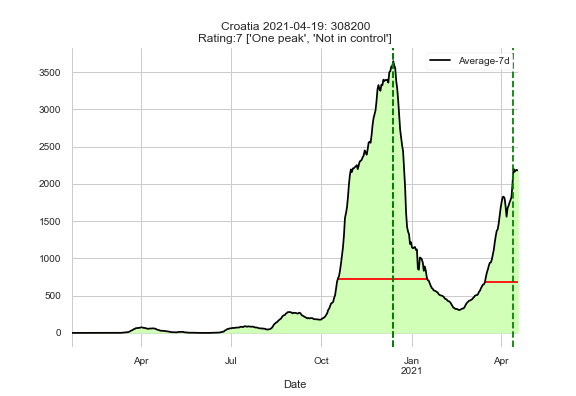 Croatia 2021-04-19: 308200
Rating:7 ['One peak', 'Not in control']
Average-7d
3500
3000
2500
2000
1500
1000
500
0
Apr
Jul
Oct
Jan
2021
Apr
Date